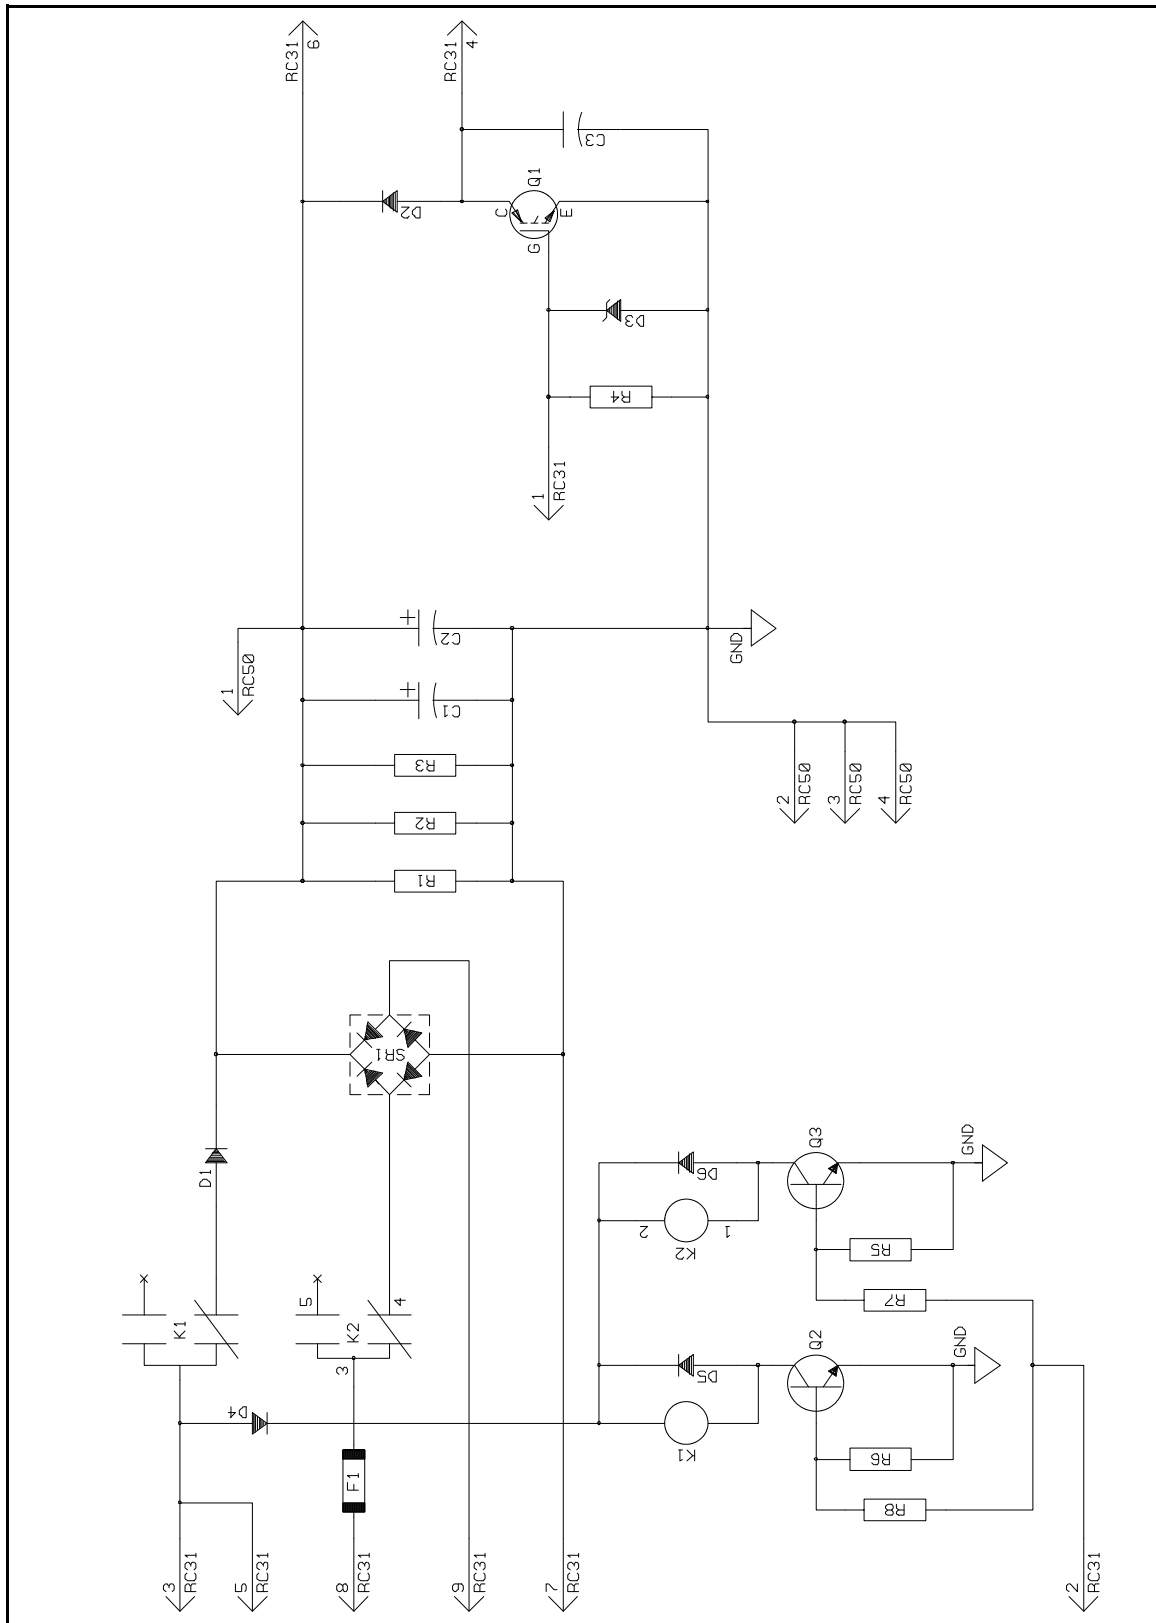 RC31
6
RC31
4
C3
Q1
D2
C
E
G
D3
R4
1
RC31
+
C2
GND
1
RC50
+
C1
R3
2
RC50
3
RC50
4
RC50
R2
R1
SR1
D1
Q3
GND
D6
2
1
K2
R5
5
4
K1
K2
3
R7
Q2
GND
D5
D4
K1
R6
F1
R8
3
RC31
5
RC31
8
RC31
9
RC31
7
RC31
2
RC31